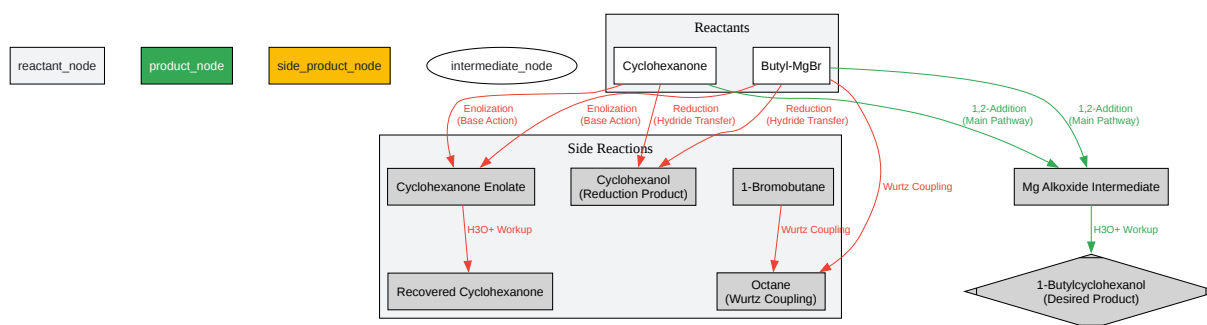 Reactants
reactant_node
product_node
side_product_node
intermediate_node
Cyclohexanone
Butyl-MgBr
Enolization
(Base Action)
Enolization
(Base Action)
Reduction
(Hydride Transfer)
Reduction
(Hydride Transfer)
1,2-Addition
(Main Pathway)
1,2-Addition
(Main Pathway)
Side Reactions
Cyclohexanone Enolate
Cyclohexanol
(Reduction Product)
1-Bromobutane
Wurtz Coupling
Mg Alkoxide Intermediate
H3O+ Workup
Wurtz Coupling
H3O+ Workup
Recovered Cyclohexanone
Octane
(Wurtz Coupling)
1-Butylcyclohexanol
(Desired Product)